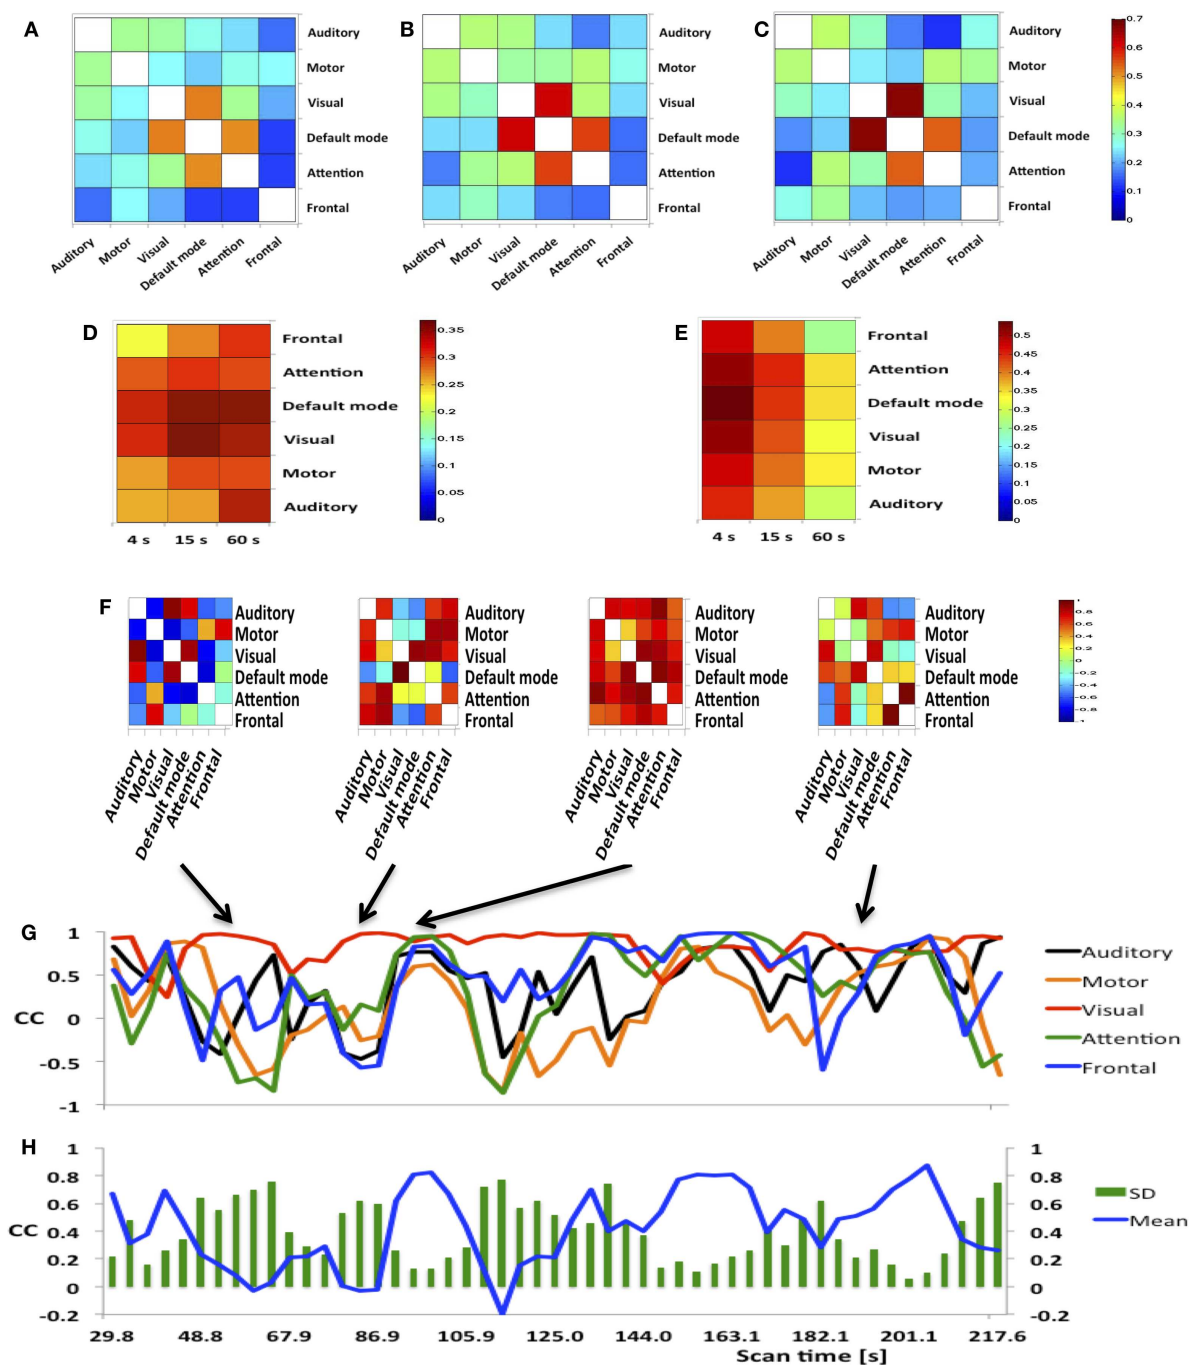 A
Auditory
Motor
Visual
Default mode
Attention
Frontal
Auditory
Motor
Visual
Default mode
Attention
Frontal
B
Auditory
Motor
Visual
Default mode
Attention
Frontal
Auditory
Motor
Visual
Default mode
Attention
Frontal
C
Auditory
Motor
Visual
Default mode
Attention
Frontal
Auditory
Motor
Visual
Default mode
Attention
Frontal
0.7
0.6
0.5
0.4
0.3
0.2
0.1
0
D
Frontal
Attention
Default mode
Visual
Motor
Auditory
4 s 15 s 60 s
0.35
0.3
0.25
0.2
0.15
0.1
0.05
0
E
Frontal
Attention
Default mode
Visual
Motor
Auditory
4 s 15 s 60 s
0.5
0.45
0.4
0.35
0.3
0.25
0.2
0.15
0.1
0.05
0
F
Auditory
Motor
Visual
Default mode
Attention
Frontal
Auditory
Motor
Visual
Default mode
Attention
Frontal
Auditory
Motor
Visual
Default mode
Attention
Frontal
Auditory
Motor
Visual
Default mode
Attention
Frontal
Auditory
Motor
Visual
Default mode
Attention
Frontal
Auditory
Motor
Visual
Default mode
Attention
Frontal
Auditory
Motor
Visual
Default mode
Attention
Frontal
Auditory
Motor
Visual
Default mode
Attention
Frontal
1
0.8
0.6
0.4
0.2
0
-0.2
-0.4
-0.6
-0.8
-1
G
1
0.5
CC
0
-0.5
-1
Auditory
Motor
Visual
Attention
Frontal
H
1
0.8
0.6
CC
0.4
0.2
0
-0.2
1
0.8
0.6
0.4
0.2
0
-0.2
SD
Mean
29.8 48.8 67.9 86.9 105.9 125.0 144.0 163.1 182.1 201.1 217.6
Scan time [s]